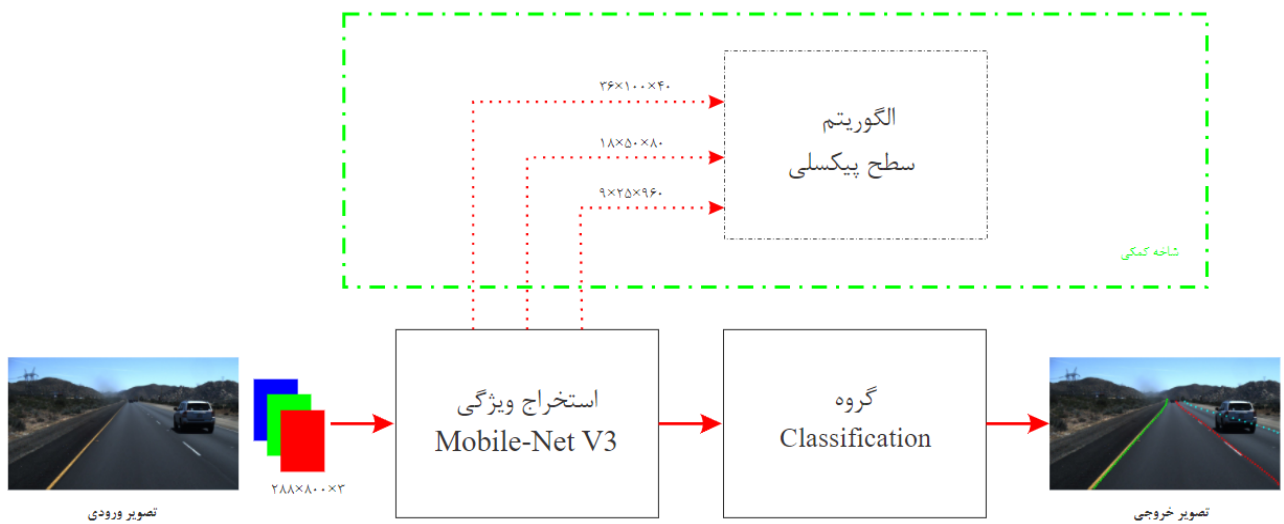 ۳۶×۱۰۰×۴۰
۱۸×۵۰×۸۰
۹×۲۵×۹۶۰
الگوریتم
سطح پیکسلی
شاخه کمکی
استخراج ویژگی
Mobile-Net V3
گروه
Classification
۲۸۸×۸۰۰×۳
تصویر ورودی
تصویر خروجی